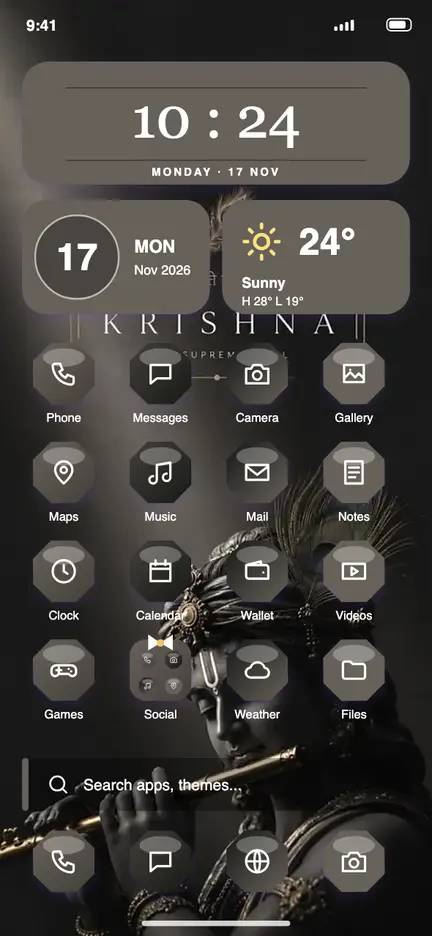 9:41
10 : 24
MONDAY · 17 NOV
17
MON
Nov 2026
24°
Sunny
H 28° L 19°
KRISHNA
Phone
Messages
Camera
Gallery
Maps
Music
Mail
Notes
Clock
Calendar
Wallet
Videos
Games
Social
Weather
Files
Search apps, themes...